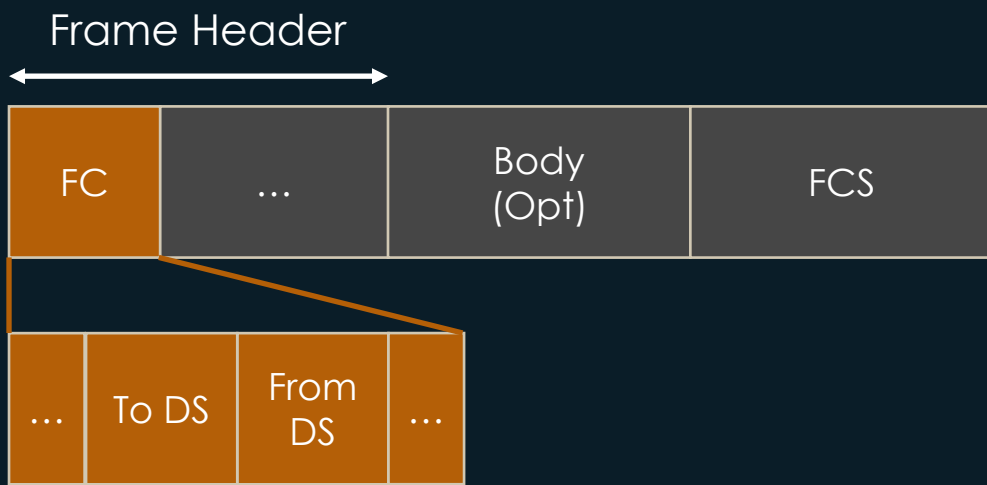 Frame Header
FC
…
Body
(Opt)
FCS
…
To DS
From
DS
…